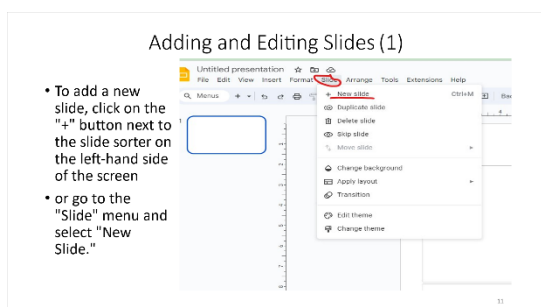 Adding and Editing Slides (1)
• To add a new
slide, click on the
"+" button next to
the slide sorter on
the left-hand side
of the screen
• or go to the
"Slide" menu and
select "New
Slide."
Untitled presentation
File Edit View Insert Format Slide Arrange Tools Extensions Help
Menus
New slide Ctrl+M
Duplicate slide
Delete slide
Skip slide
Move slide
Change background
Apply layout
Transition
Edit theme
Change theme